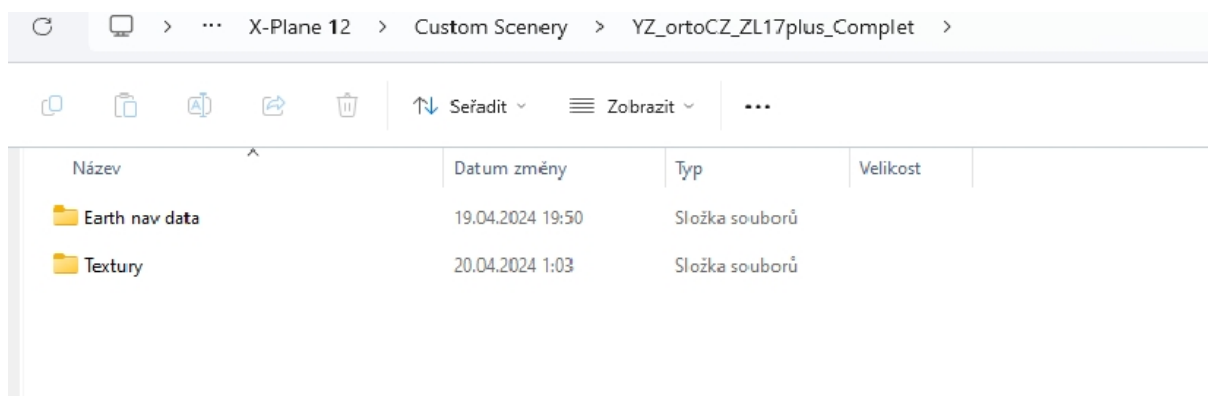 X-Plane 12 > Custom Scenery > YZ_ortoCZ_ZL17plus_Complet >
Seřadit Zobrazit
Název Datum změny Typ Velikost
Earth nav data 19.04.2024 19:50 Složka souborů
Textury 20.04.2024 1:03 Složka souborů